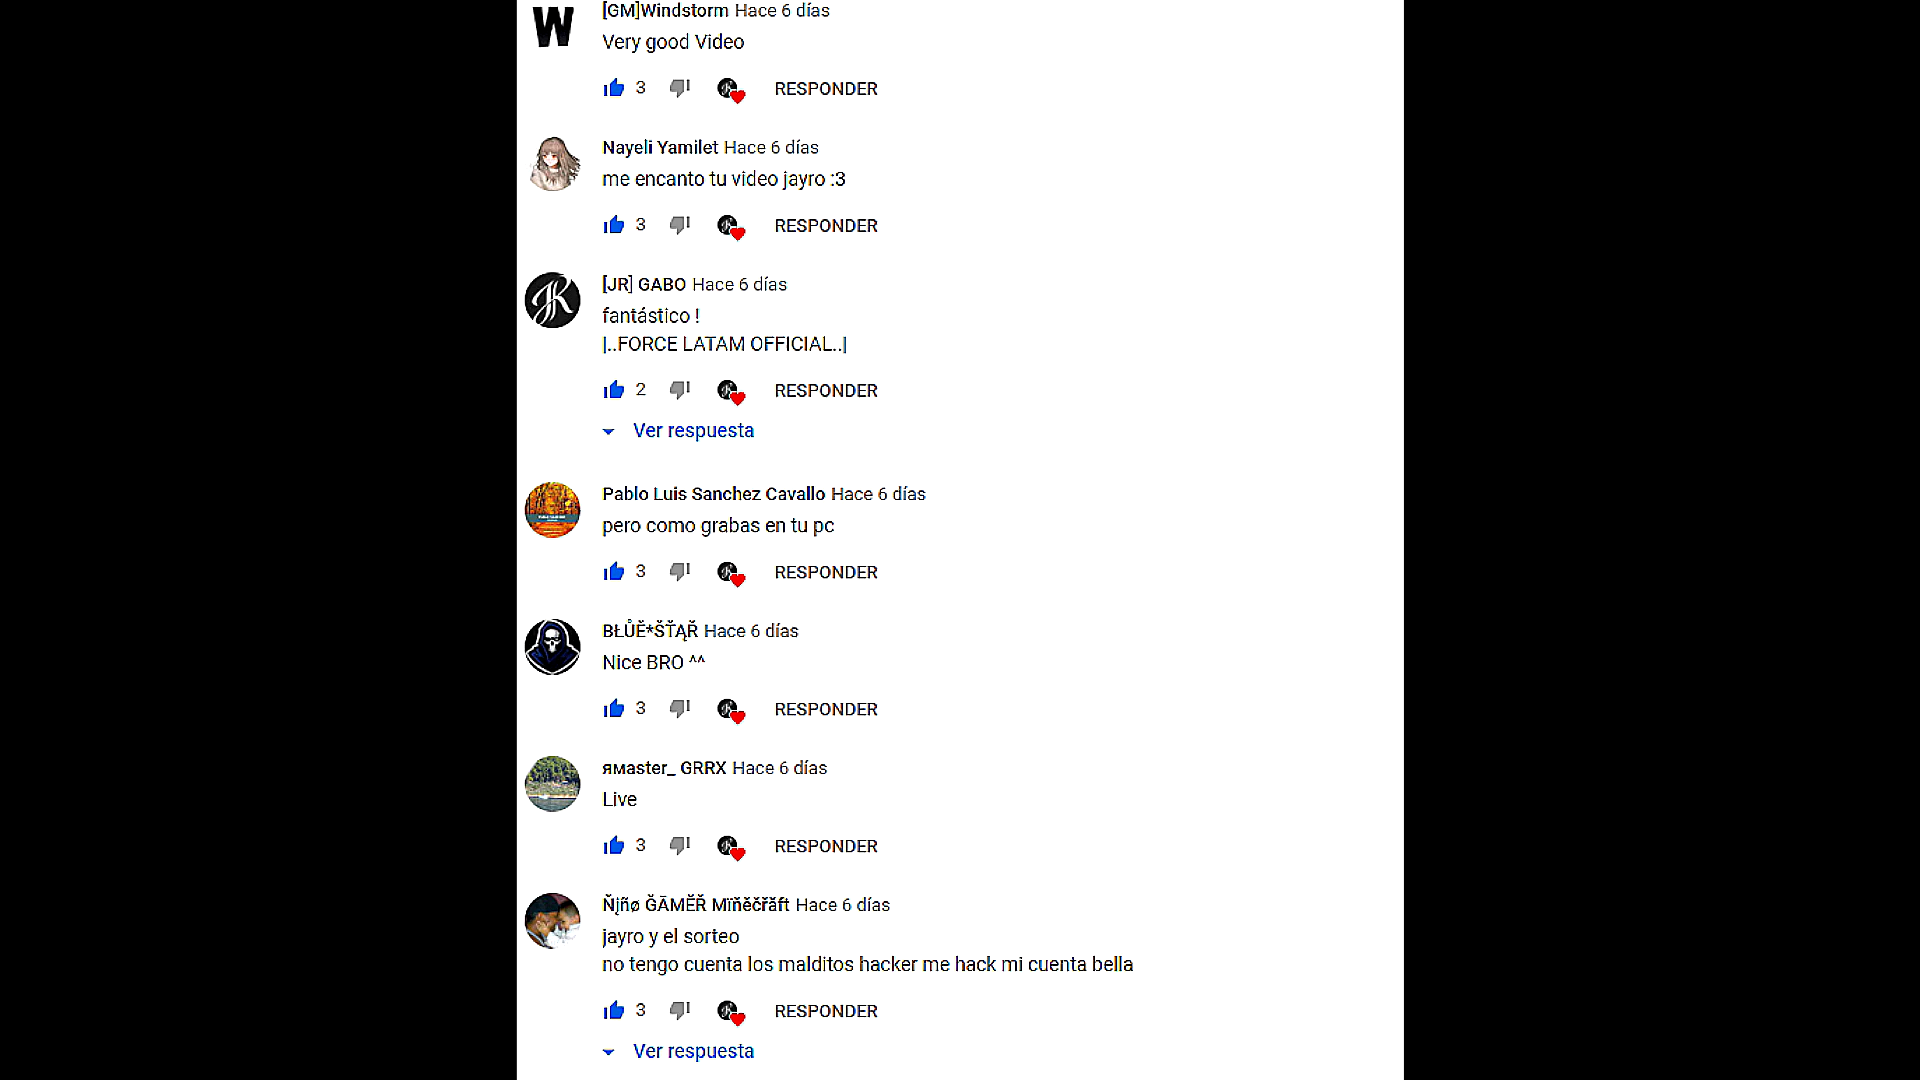 [GM]Windstorm Hace 6 días
Very good Video
3 RESPONDER
Nayeli Yamilet Hace 6 días
me encanto tu video jayro :3
3 RESPONDER
[JR] GABO Hace 6 días
fantástico !
|..FORCE LATAM OFFICIAL..|
2 RESPONDER
Ver respuesta
Pablo Luis Sanchez Cavallo Hace 6 días
pero como grabas en tu pc
3 RESPONDER
BŁŮĚ*ŠŤĄŘ Hace 6 días
Nice BRO ^^
3 RESPONDER
ямaster_ GRRX Hace 6 días
Live
3 RESPONDER
Ňįñø ĞĀMĚŘ Mïňěčřăft Hace 6 días
jayro y el sorteo
no tengo cuenta los malditos hacker me hack mi cuenta bella
3 RESPONDER
Ver respuesta